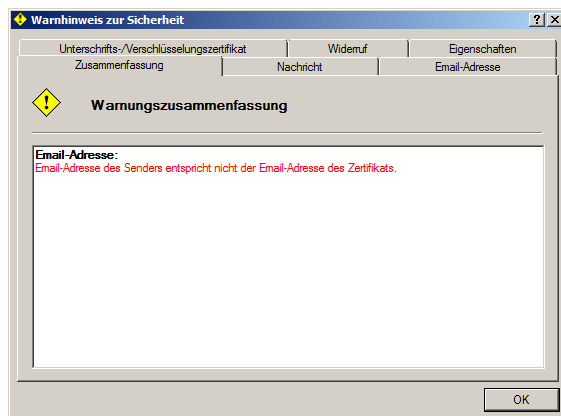 Warnhinweis zur Sicherheit
Unterschrifts-/Verschlüsselungszertifikat Widerruf Eigenschaften
Zusammenfassung Nachricht Email-Adresse
Warnungszusammenfassung
Email-Adresse:
Email-Adresse des Senders entspricht nicht der Email-Adresse des Zertifikats.
OK